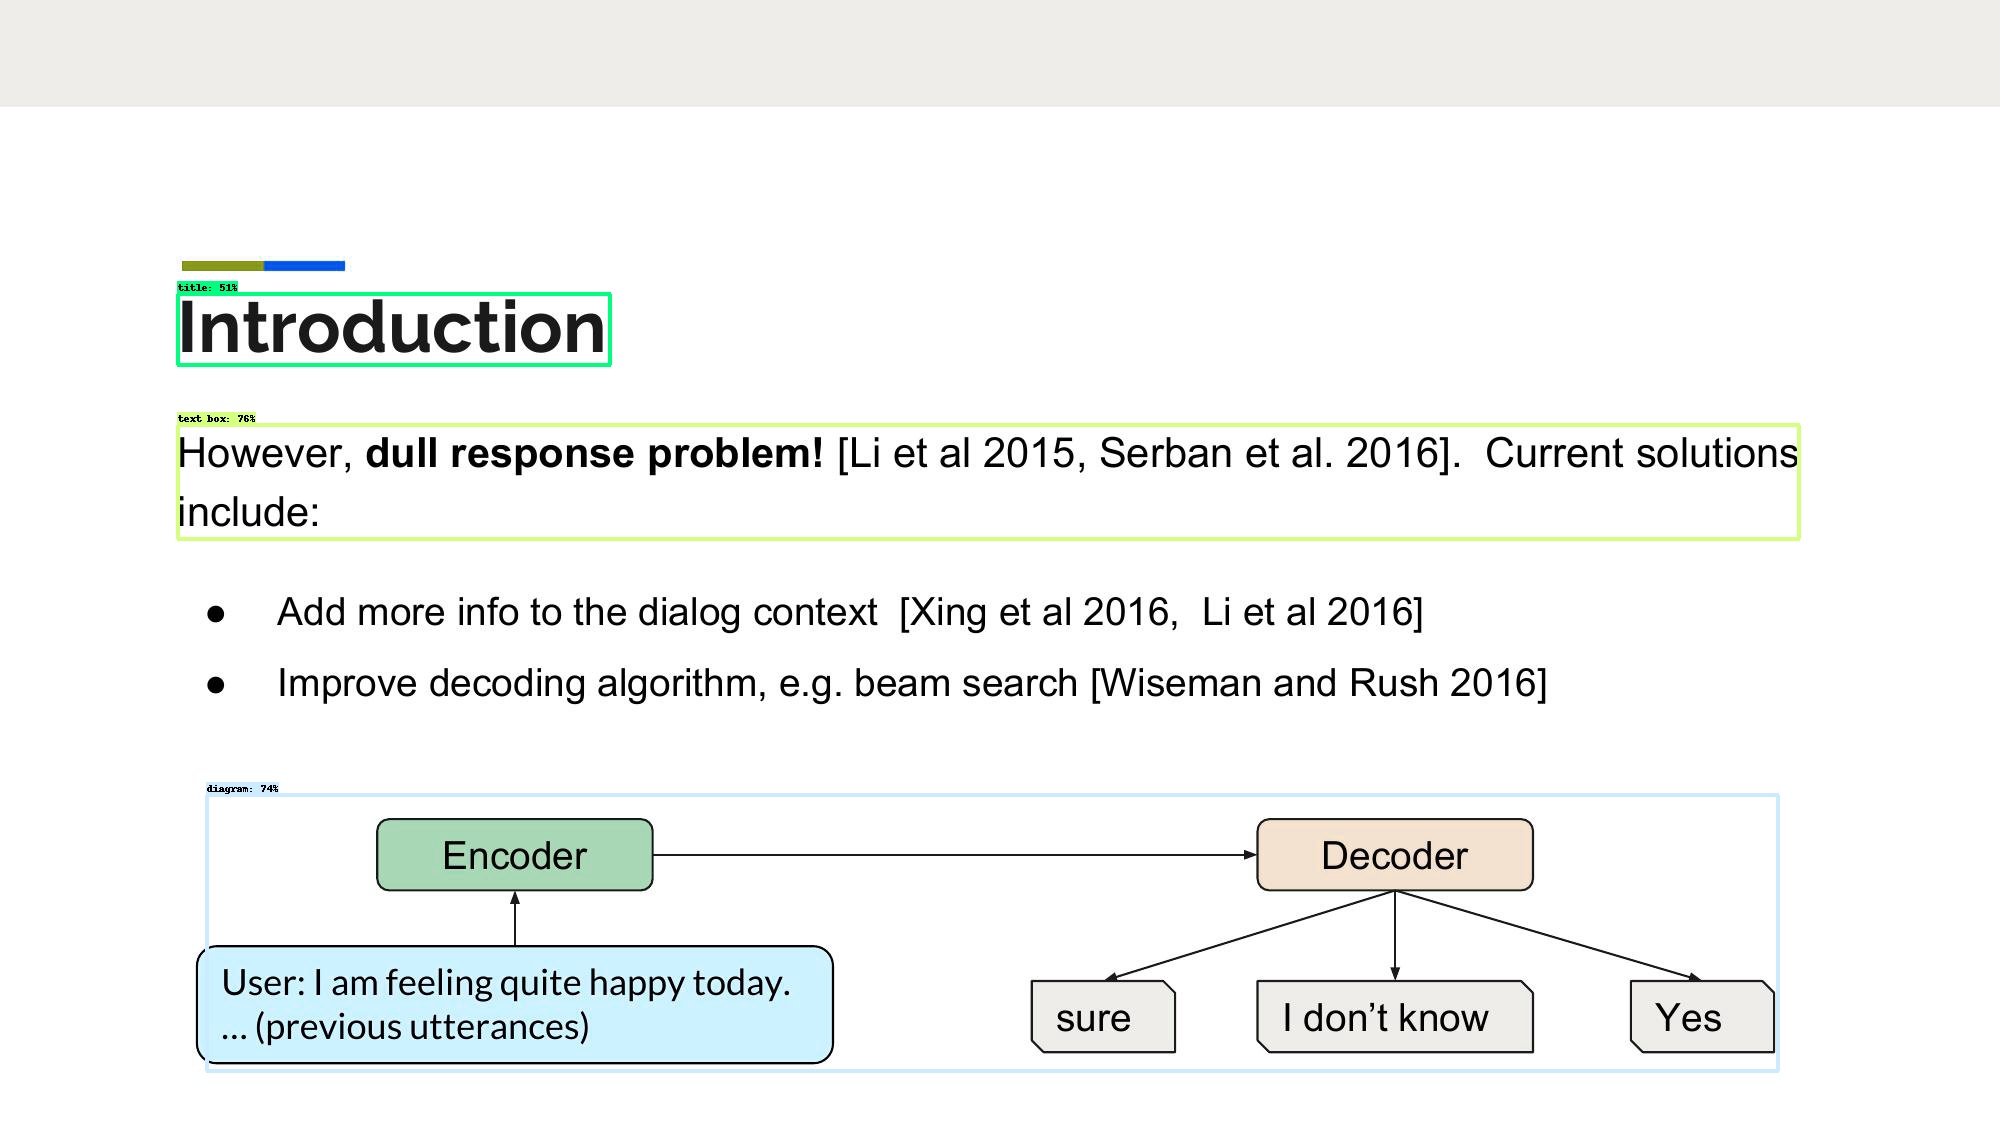 title: 51%
Introduction
text box: 76%
However, dull response problem! [Li et al 2015, Serban et al. 2016].  Current solutions
include:
● Add more info to the dialog context  [Xing et al 2016,  Li et al 2016]
● Improve decoding algorithm, e.g. beam search [Wiseman and Rush 2016]
diagram: 74%
Encoder
Decoder
User: I am feeling quite happy today.
... (previous utterances)
sure
I don't know
Yes